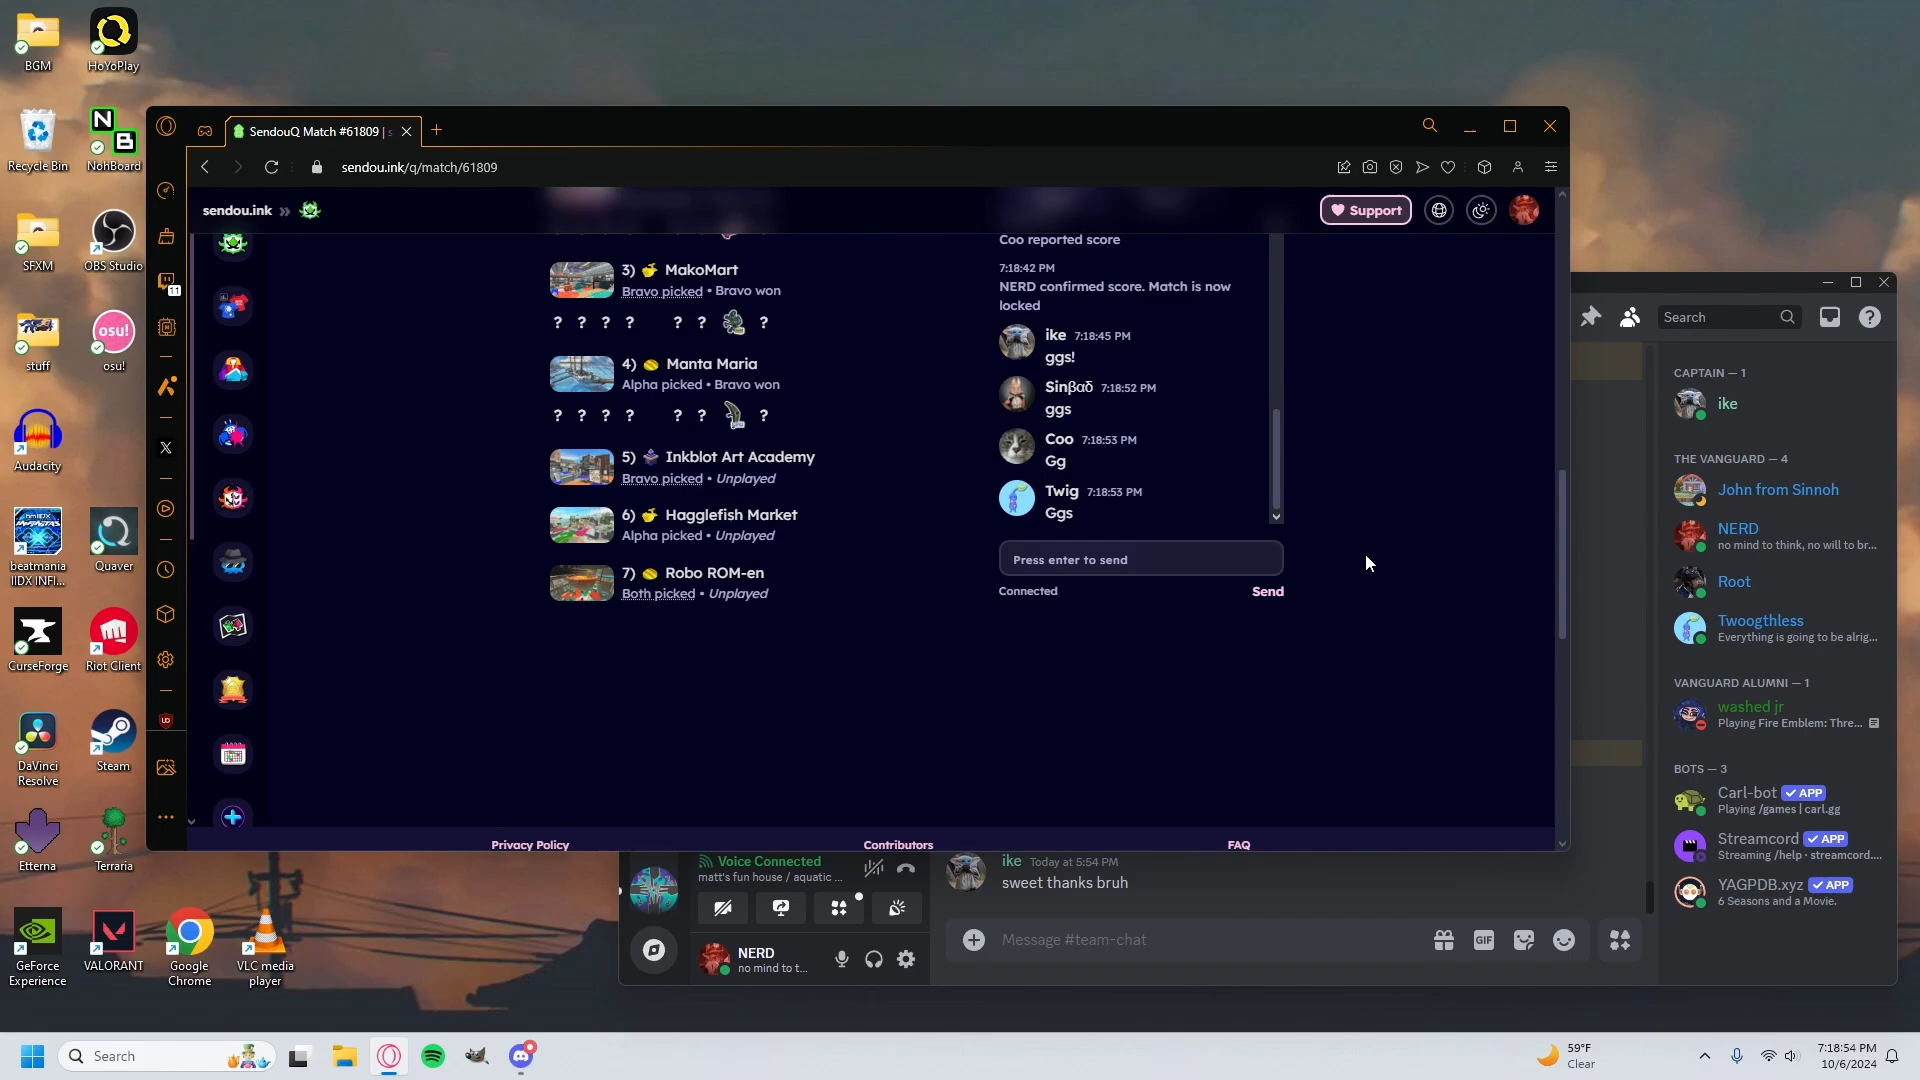 BGM
HoYoPlay
Recycle Bin
NohBoard
SFXM
OBS Studio
stuff
osu!
osu!
Audacity
beatmania
IIDX INFI...
Quaver
CurseForge
Riot Client
DaVinci
Resolve
Steam
Etterna
Terraria
GeForce
Experience
VALORANT
Google
Chrome
VLC media
player
SendouQ Match #61809 | s
sendou.ink/q/match/61809
11
sendou.ink »
Support
3) MakoMart
Bravo picked • Bravo won
? ? ? ? ? ? ?
4) Manta Maria
Alpha picked • Bravo won
? ? ? ? ? ? ?
5) Inkblot Art Academy
Bravo picked • Unplayed
6) Hagglefish Market
Alpha picked • Unplayed
7) Robo ROM-en
Both picked • Unplayed
Coo reported score
7:18:42 PM
NERD confirmed score. Match is now
locked
ike 7:18:45 PM
ggs!
Sinβαδ 7:18:52 PM
ggs
Coo 7:18:53 PM
Gg
Twig 7:18:53 PM
Ggs
Press enter to send
Connected
Send
Privacy Policy
Contributors
FAQ
Search
CAPTAIN — 1
ike
THE VANGUARD — 4
John from Sinnoh
NERD
no mind to think, no will to br...
Root
Twoogthless
Everything is going to be alrig...
VANGUARD ALUMNI — 1
washed jr
Playing Fire Emblem: Thre...
BOTS — 3
Carl-bot ✓ APP
Playing /games | carl.gg
Streamcord ✓ APP
Streaming /help · streamcord....
YAGPDB.xyz ✓ APP
6 Seasons and a Movie.
Voice Connected
matt's fun house / aquatic ...
NERD
no mind to t...
ike Today at 5:54 PM
sweet thanks bruh
Message #team-chat
GIF
Search
59°F
Clear
7:18:54 PM
10/6/2024